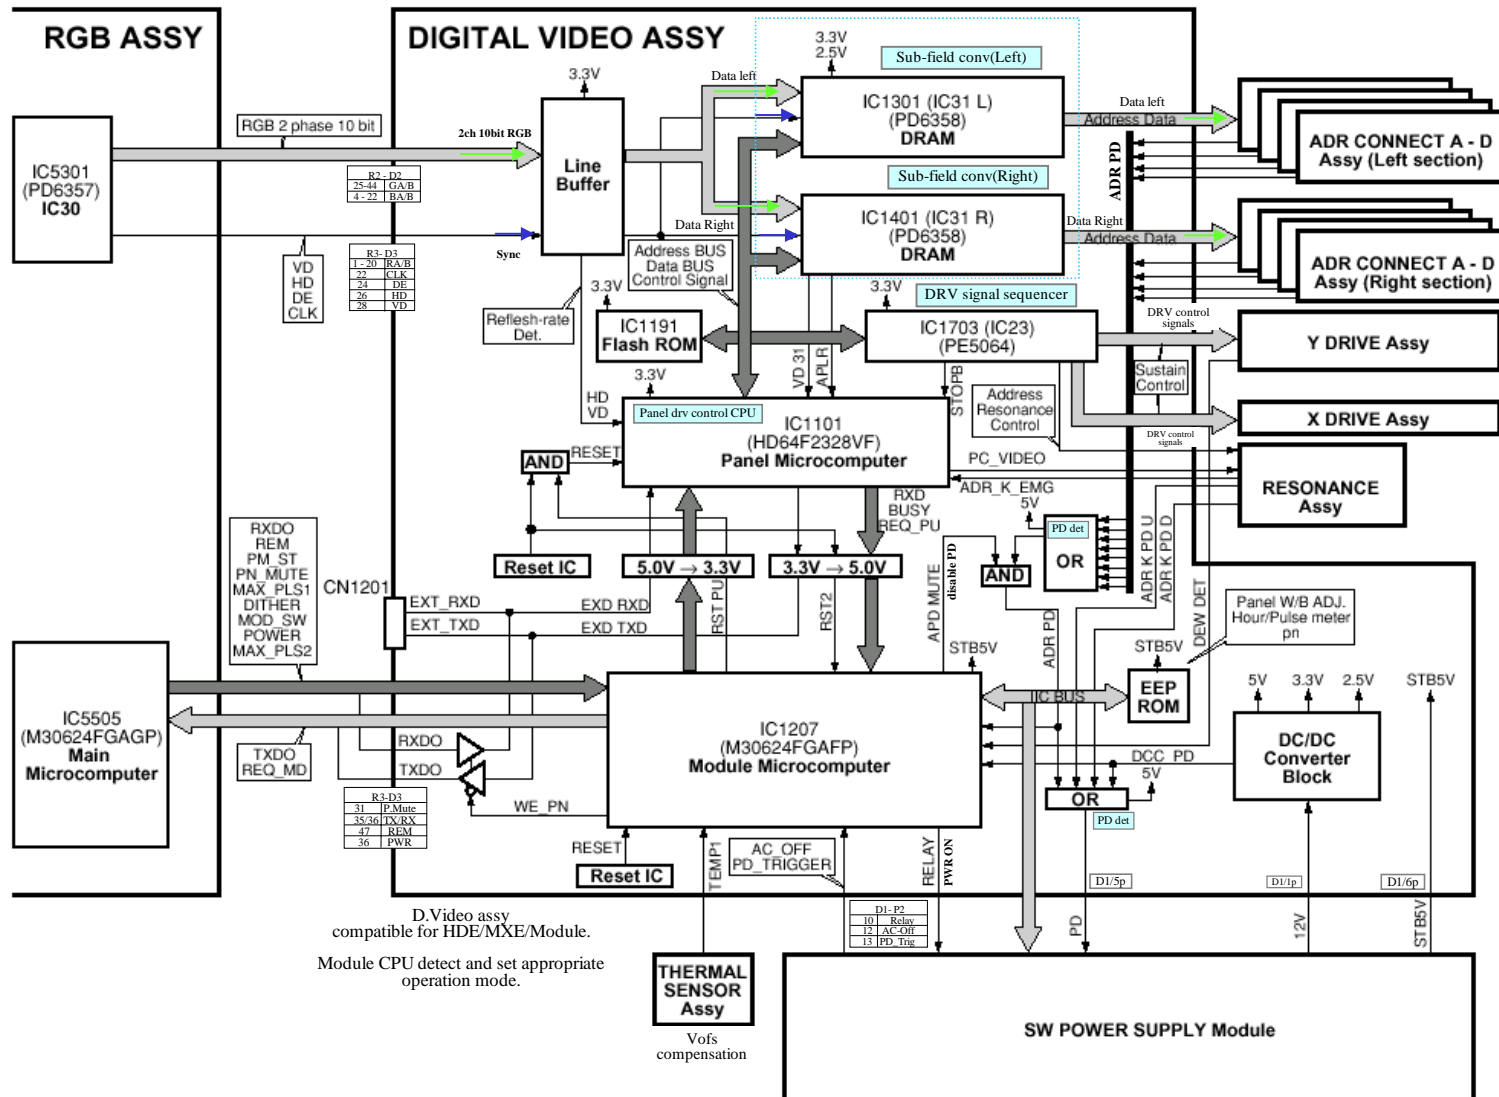 RGB ASSY
DIGITAL VIDEO ASSY
3.3V
2.5V
Sub-field conv(Left)
3.3V
Data left
RGB 2 phase 10 bit
2ch 10bit RGB
IC5301
(PD6357)
IC30
Line
Buffer
IC1301 (IC31 L)
(PD6358)
DRAM
Data left
Address Data
ADR PD
ADR CONNECT A - D
Assy (Left section)
R2 - D2
25-44 GA/B
4 - 22 BA/B
Sub-field conv(Right)
Data Right
IC1401 (IC31 R)
(PD6358)
DRAM
Data Right
Address Data
ADR CONNECT A - D
Assy (Right section)
Sync
VD
HD
DE
CLK
R3- D3
1 - 20 RA/B
22 CLK
24 DE
26 HD
28 VD
Address BUS
Data BUS
Control Signal
Reflesh-rate
Det.
3.3V
IC1191
Flash ROM
3.3V
DRV signal sequencer
IC1703 (IC23)
(PE5064)
DRV control
signals
Y DRIVE Assy
Sustain
Control
VD 31
APLR
STOPB
3.3V
HD
VD
Panel drv control CPU
IC1101
(HD64F2328VF)
Panel Microcomputer
Address
Resonance
Control
DRV control
signals
X DRIVE Assy
AND
RESET
PC_VIDEO
ADR_K_EMG
RESONANCE
Assy
RXD
BUSY
REQ_PU
5V
PD det
OR
ADR K PD U
ADR K PD D
Reset IC
5.0V → 3.3V
3.3V → 5.0V
APD MUTE
disable PD
AND
RXDO
REM
PM_ST
PN_MUTE
MAX_PLS1
DITHER
MOD_SW
POWER
MAX_PLS2
CN1201
EXT_RXD
EXD RXD
EXT_TXD
EXD TXD
RST PU
RST2
ADR PD
DEW DET
Panel W/B ADJ.
Hour/Pulse meter
pn
STB5V
STB5V
EEP
ROM
IIC BUS
5V
3.3V
2.5V
STB5V
IC5505
(M30624FGAGP)
Main
Microcomputer
TXDO
REQ_MD
RXDO
TXDO
WE_PN
IC1207
(M30624FGAFP)
Module Microcomputer
DCC_PD
5V
OR
PD det
DC/DC
Converter
Block
R3-D3
31 P.Mute
35/36 TX/RX
47 REM
36 PWR
RESET
Reset IC
TEMP1
AC_OFF
PD_TRIGGER
RELAY
PWR ON
D1/5p
D1/1p
D1/6p
D1- P2
10 Relay
12 AC-Off
13 PD_Trig
PD
12V
STB5V
D.Video assy
compatible for HDE/MXE/Module.
Module CPU detect and set appropriate
operation mode.
THERMAL
SENSOR
Assy
Vofs
compensation
SW POWER SUPPLY Module